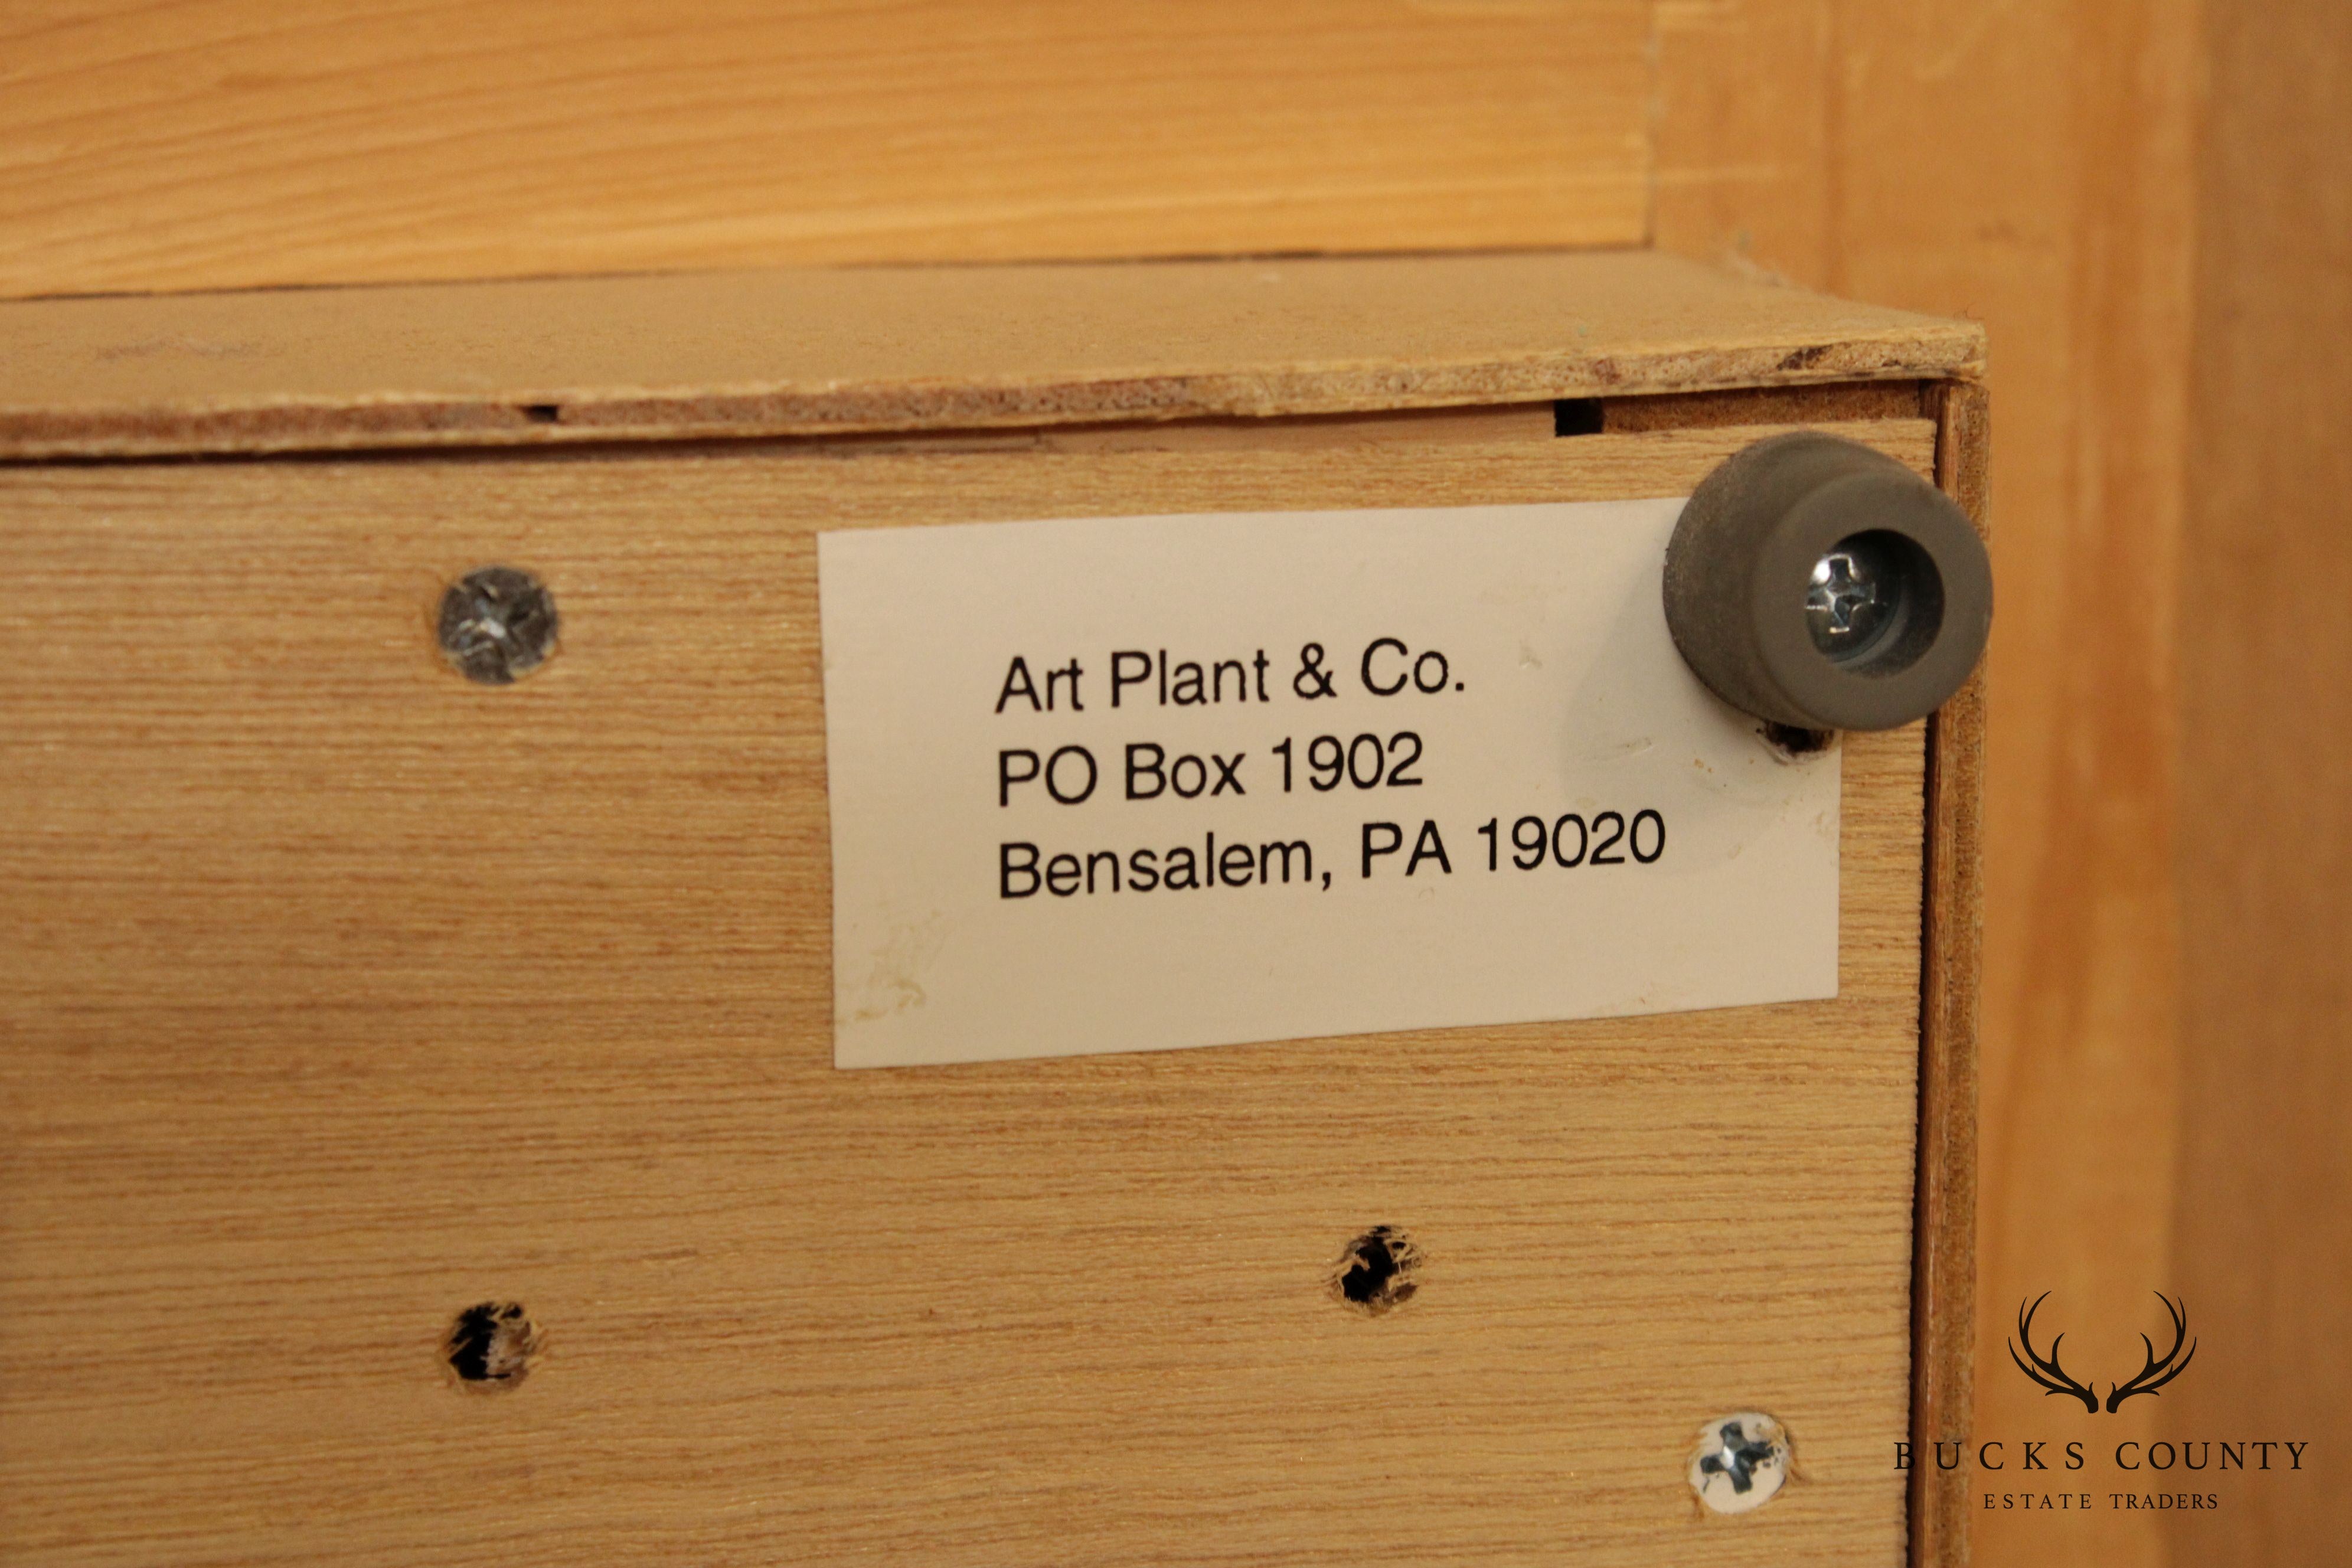 Art Plant & Co.
PO Box 1902
Bensalem, PA 19020
BUCKS COUNTY
ESTATE TRADERS